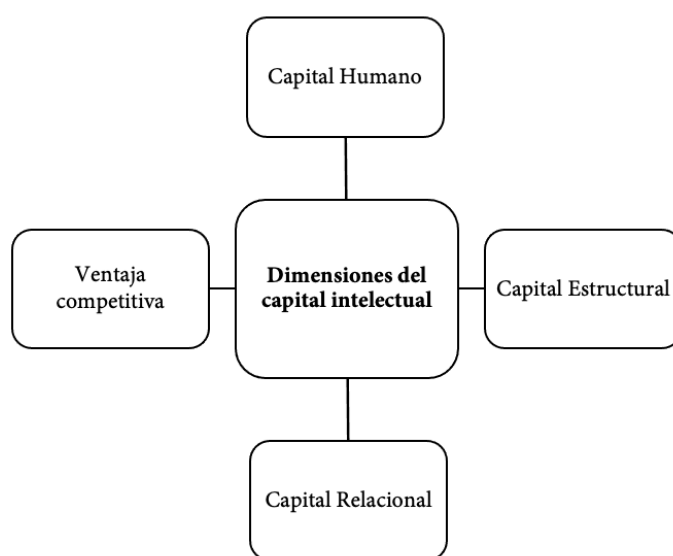 Capital Humano
Ventaja
competitiva
Dimensiones del
capital intelectual
Capital Estructural
Capital Relacional